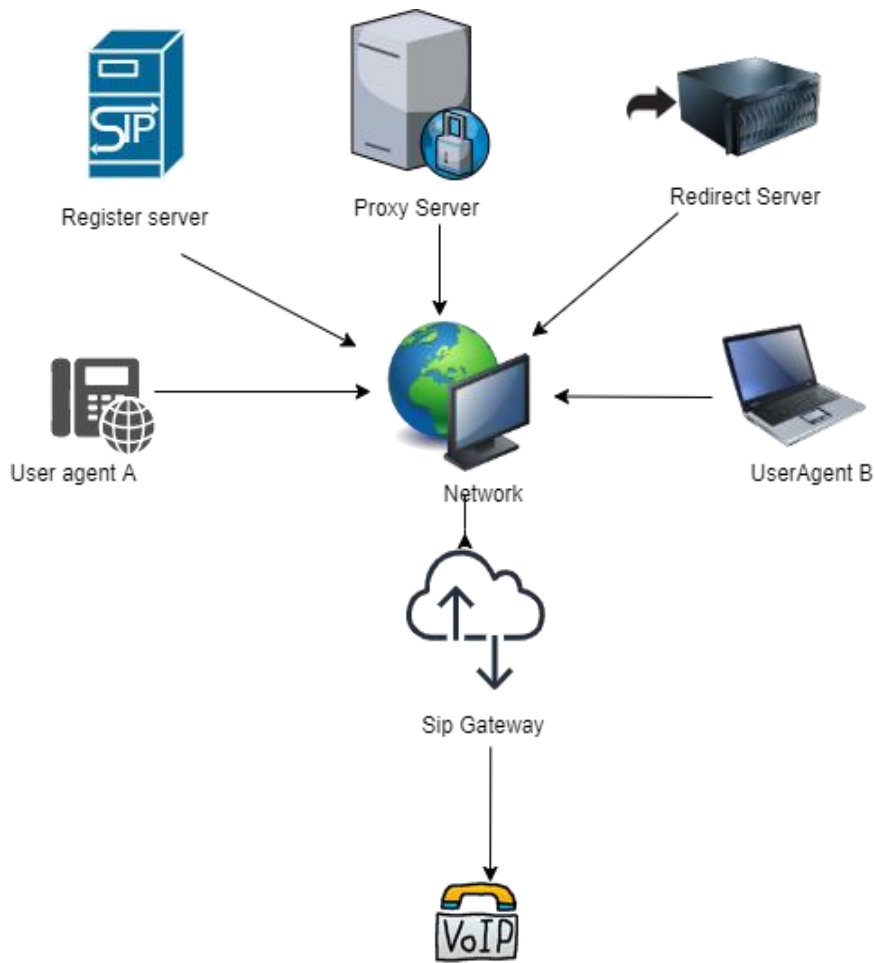 SIP
Register server
Proxy Server
Redirect Server
User agent A
Network
UserAgent B
Sip Gateway
VoIP